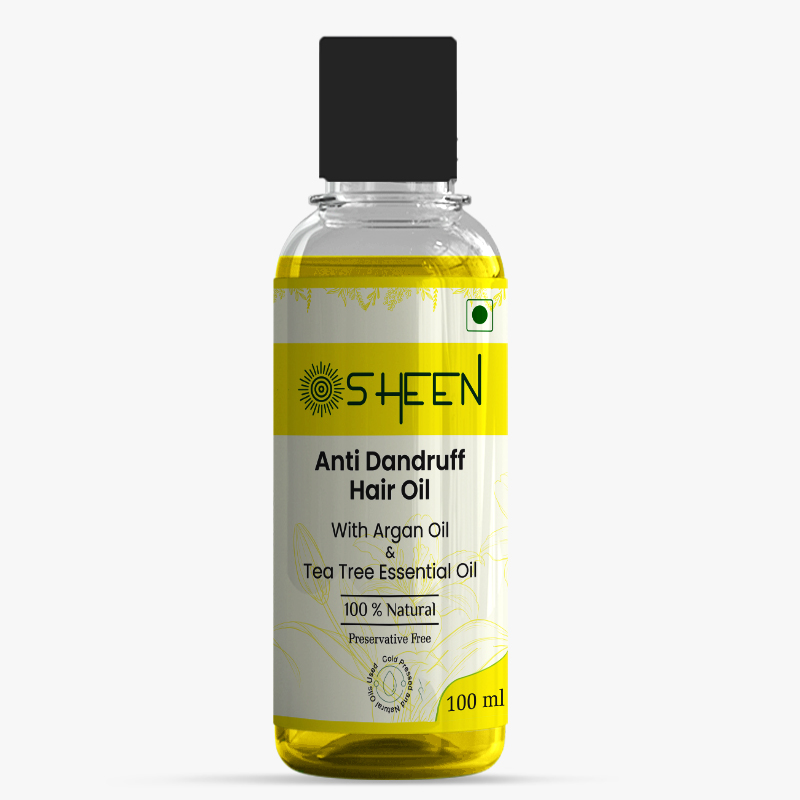 SHEEN
Anti Dandruff
Hair Oil
With Argan Oil
&
Tea Tree Essential Oil
100 % Natural
Preservative Free
Cold Pressed and Natural Oils Used
100 ml